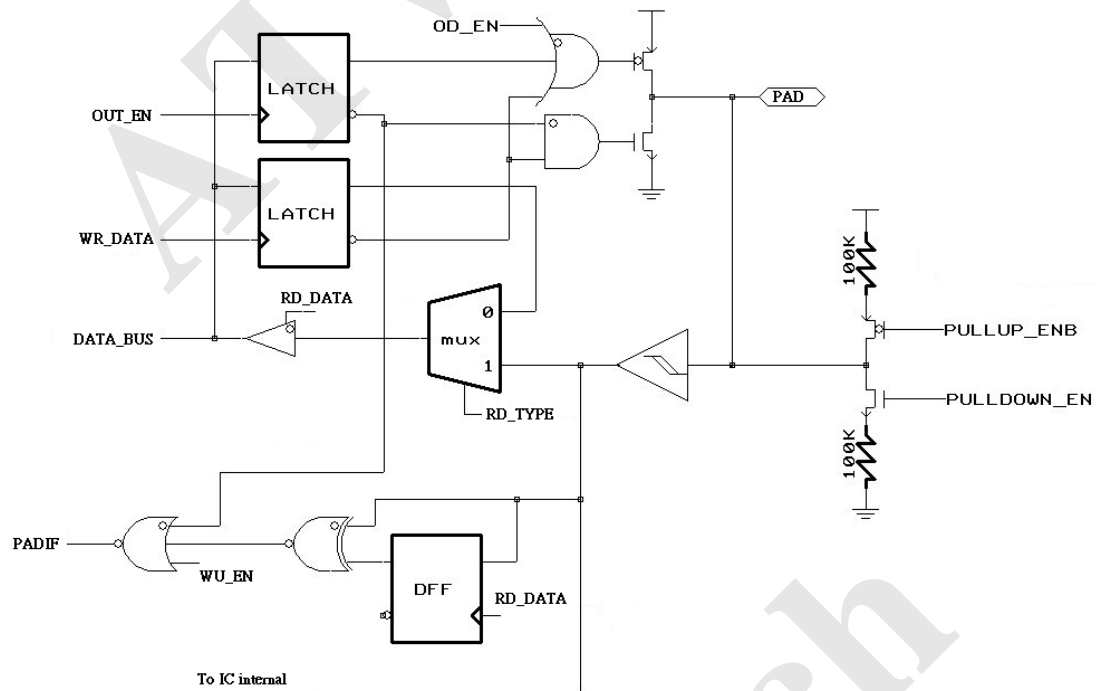 OD_EN
LATCH
PAD
OUT_EN
LATCH
WR_DATA
100K
RD_DATA
0
PULLUP_ENB
DATA_BUS
mux
1
PULLDOWN_EN
RD_TYPE
100K
PADIF
WU_EN
DFF
RD_DATA
To IC internal